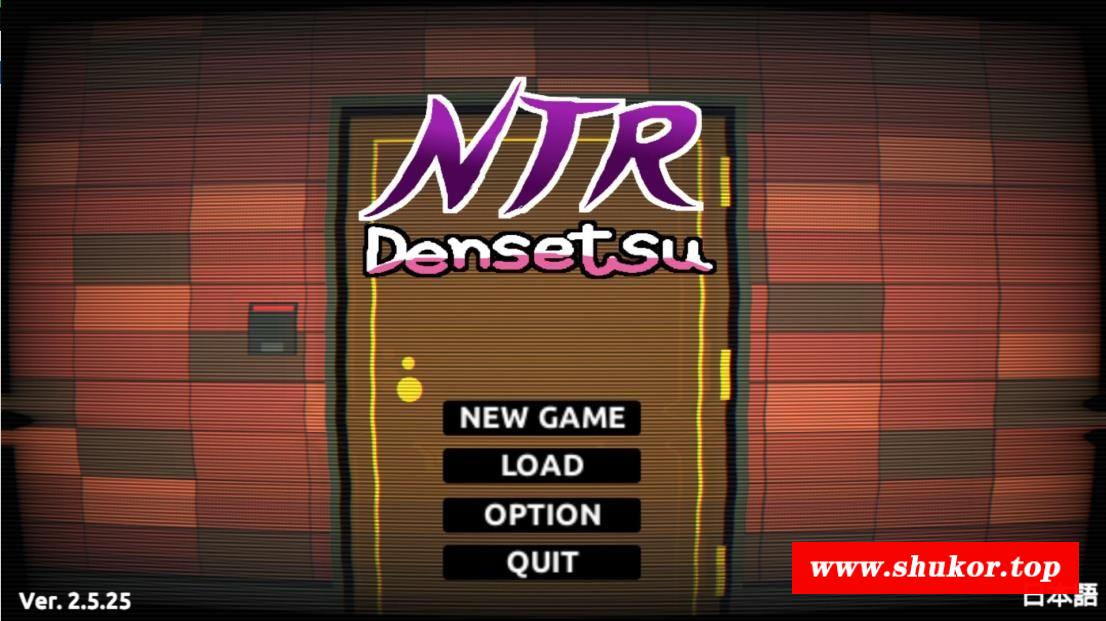 NTR
Densetsu
NEW GAME
LOAD
OPTION
QUIT
www.shukor.top
Ver. 2.5.25
日本語